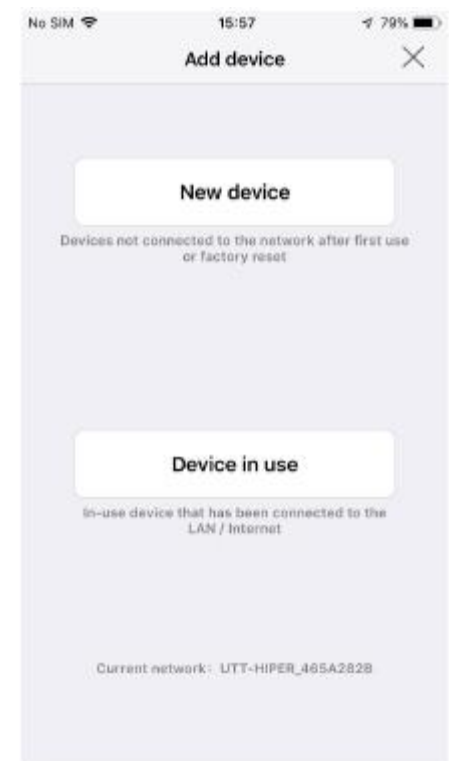 No SIM 15:57 79%
Add device
New device
Devices not connected to the network after first use
or factory reset
Device in use
In-use device that has been connected to the
LAN / Internet
Current network: UTT-HIPER_465A2828